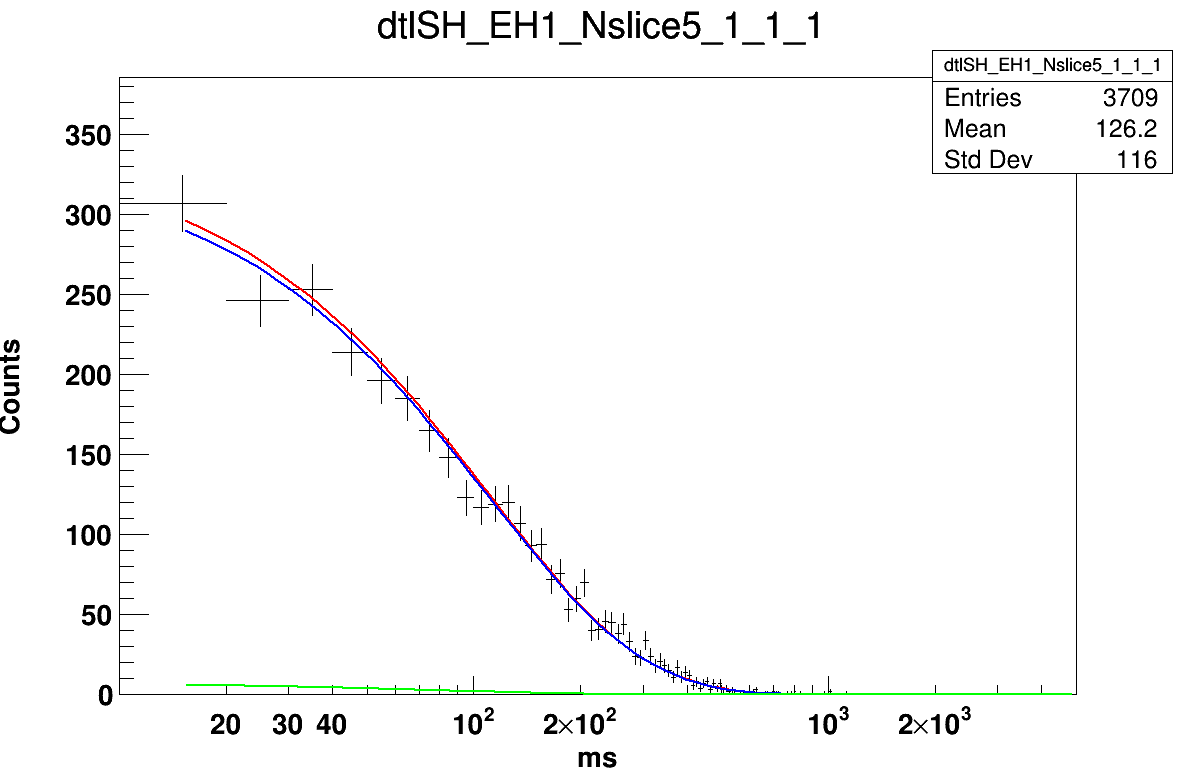 dtlSH_EH1_Nslice5_1_1_1
dtlSH_EH1_Nslice5_1_1_1
Entries 3709
Mean 126.2
Std Dev 116
350
300
250
200
150
100
50
0
Counts
20 30 40 10² 2×10² 10³ 2×10³
ms